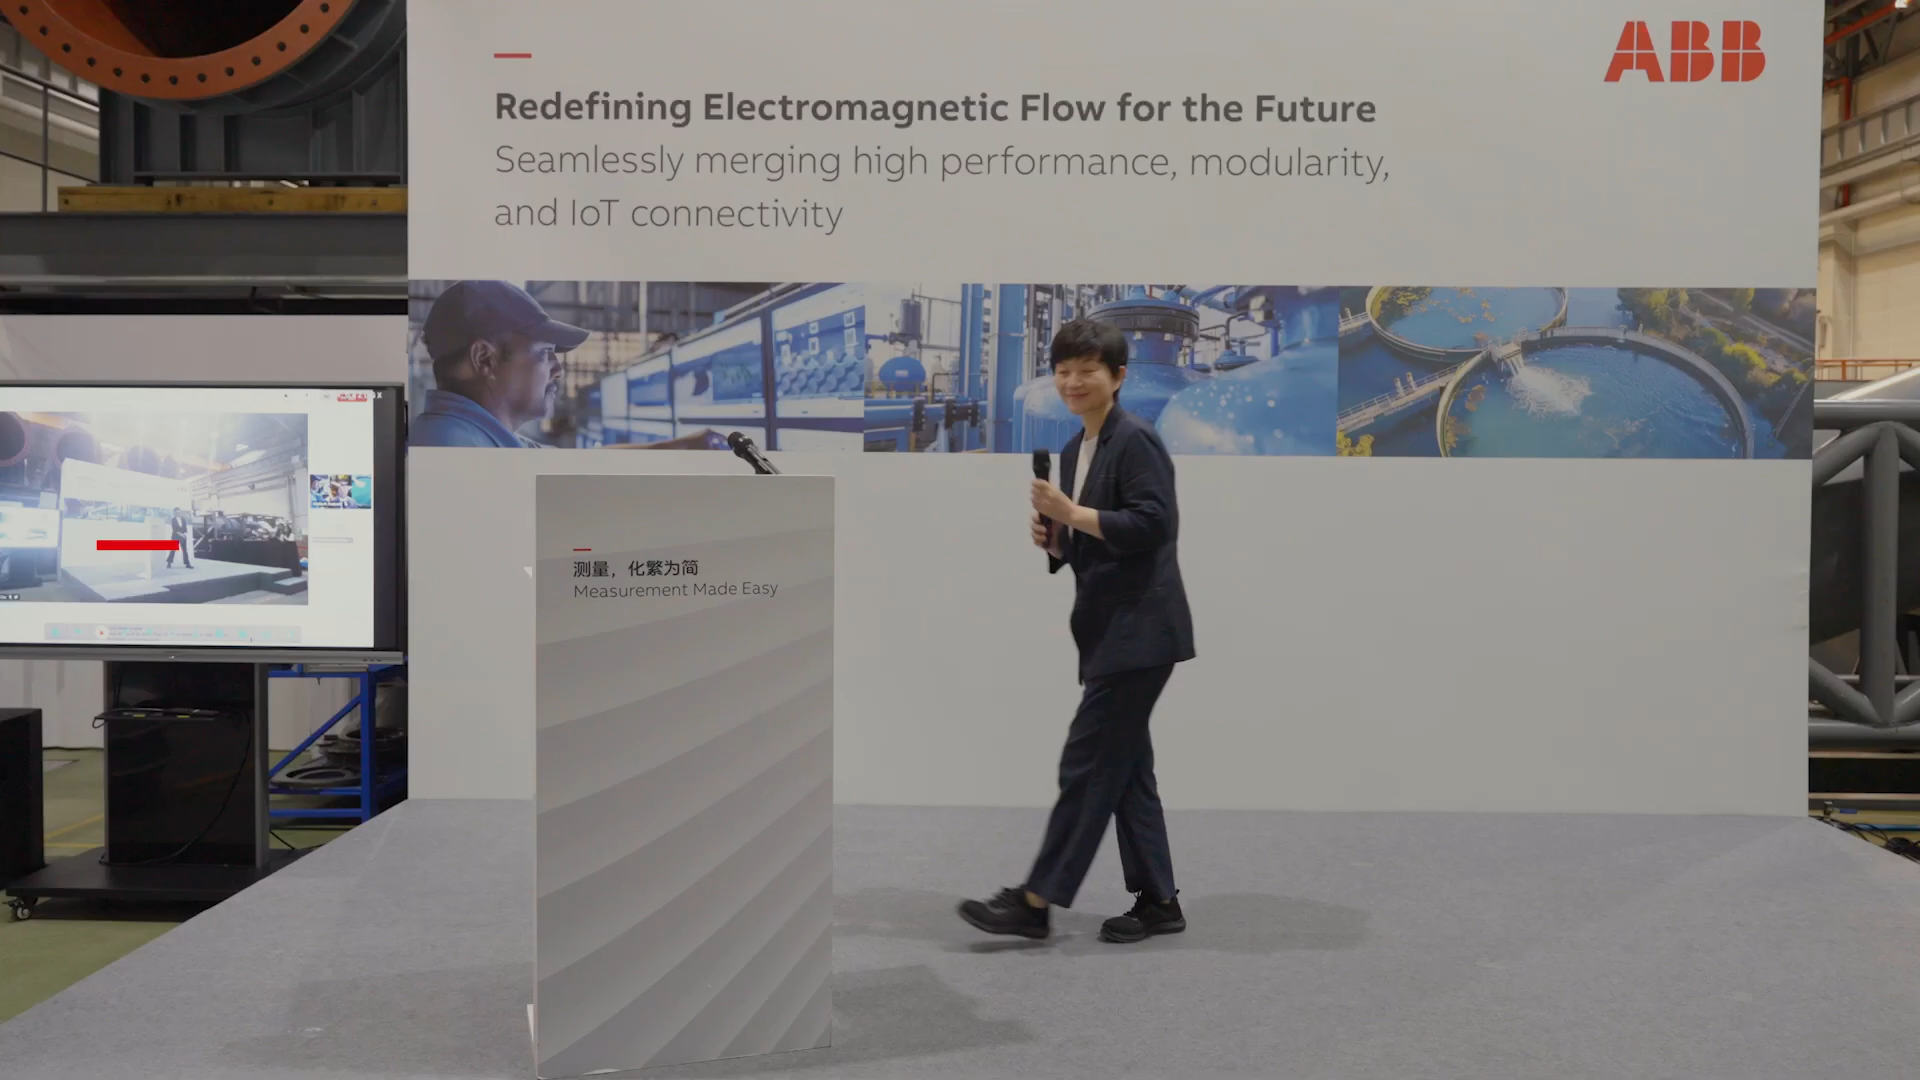 ABB
Redefining Electromagnetic Flow for the Future
Seamlessly merging high performance, modularity,
and IoT connectivity
测量，化繁为简
Measurement Made Easy